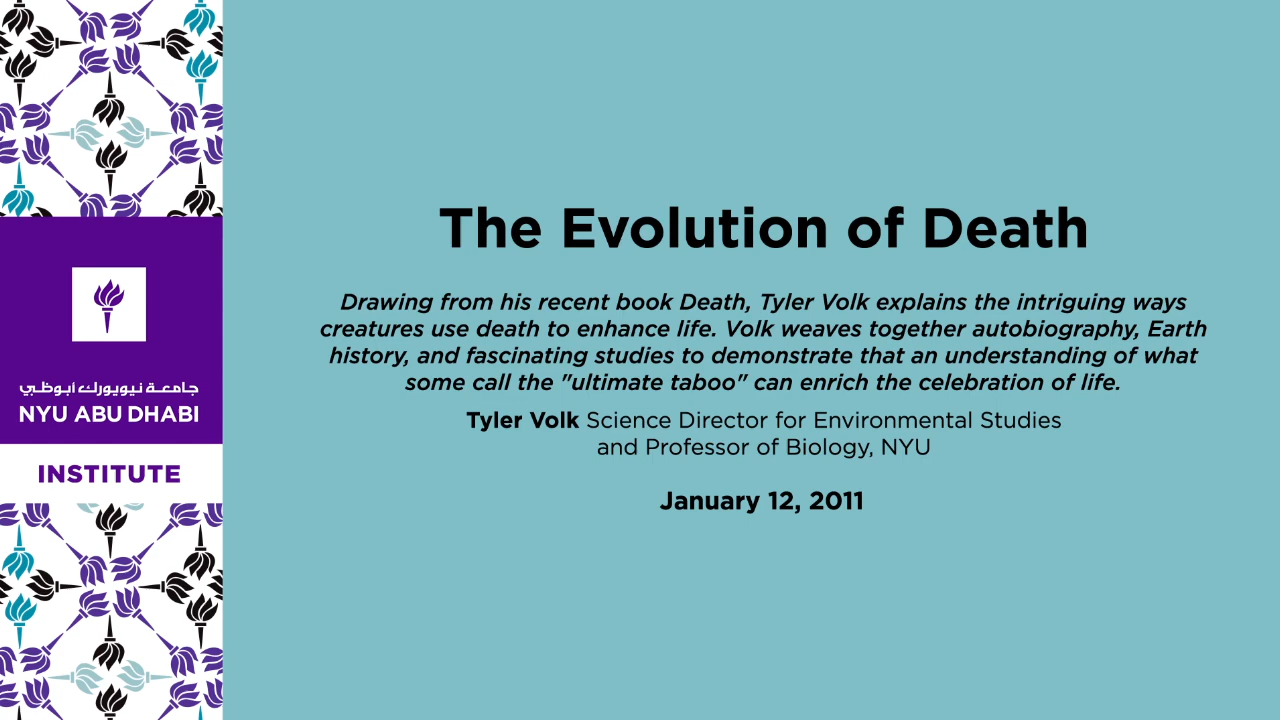 جامعة نيويورك أبوظبي
NYU ABU DHABI
INSTITUTE
The Evolution of Death
Drawing from his recent book Death, Tyler Volk explains the intriguing ways
creatures use death to enhance life. Volk weaves together autobiography, Earth
history, and fascinating studies to demonstrate that an understanding of what
some call the "ultimate taboo" can enrich the celebration of life.
Tyler Volk Science Director for Environmental Studies
and Professor of Biology, NYU
January 12, 2011